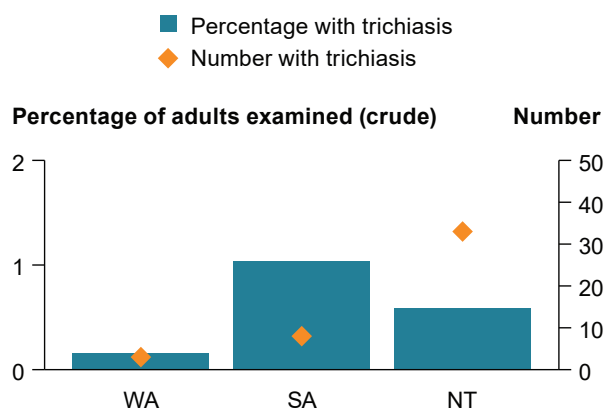 Percentage with trichiasis
Number with trichiasis
Percentage of adults examined (crude) Number
2 50
40
30
1
20
10
0 0
WA SA NT